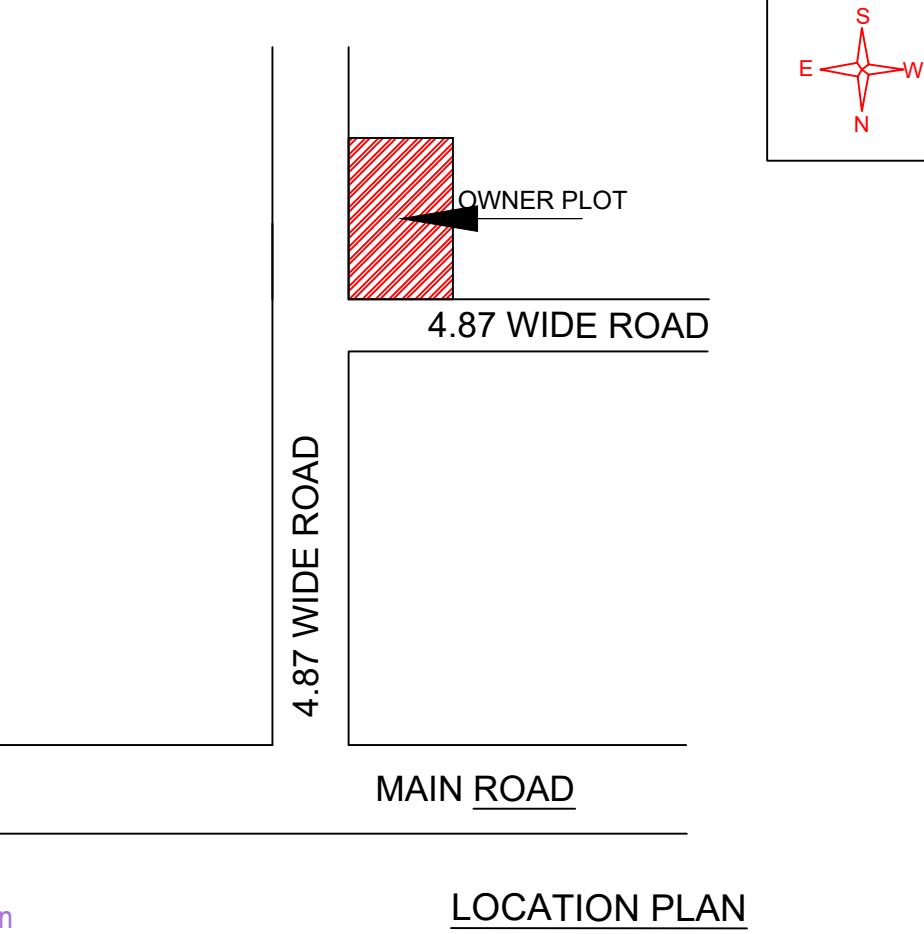 S
E
W
N
OWNER PLOT
4.87 WIDE ROAD
4.87 WIDE ROAD
MAIN ROAD
LOCATION PLAN
n